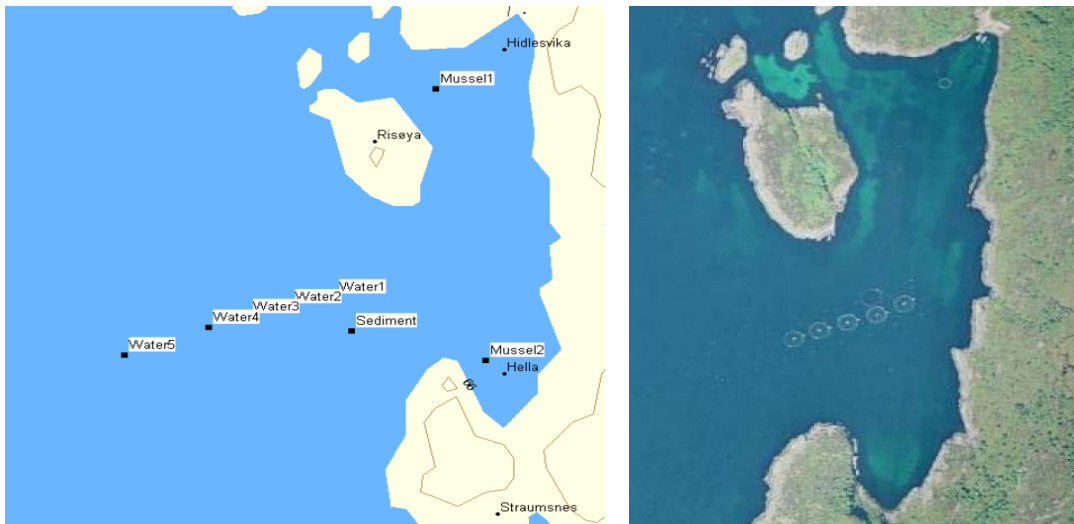 Hidlesvika
Mussel1
Risøya
Water1
Water2
Water3
Water4
Sediment
Water5
Mussel2
Hella
Straumsnes